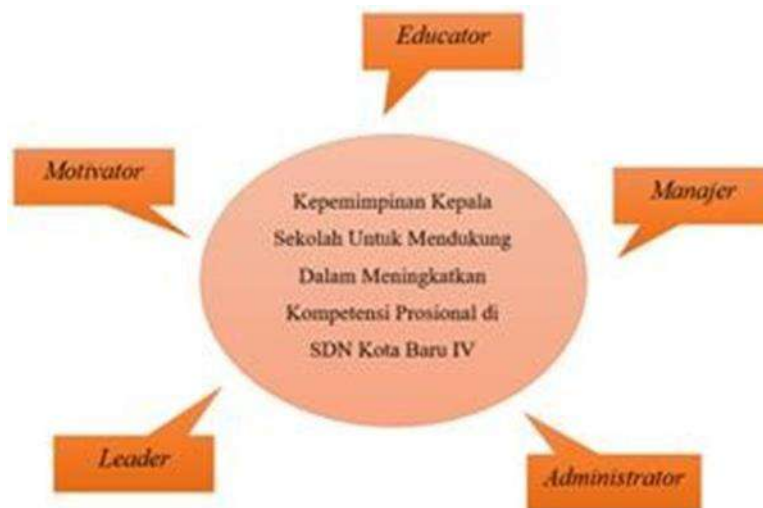 Educator
Motivator
Manajer
Kepemimpinan Kepala
Sekolah Untuk Mendukung
Dalam Meningkatkan
Kompetensi Prosional di
SDN Kota Baru IV
Leader
Administrator